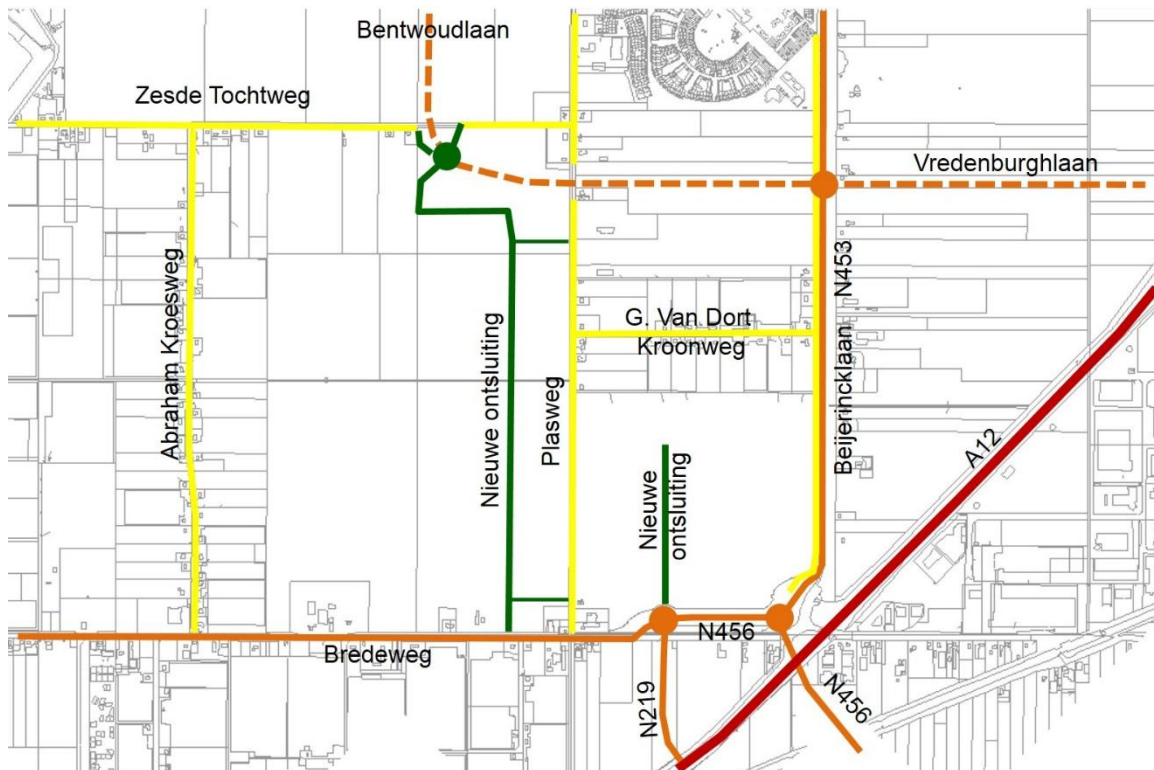 Bentwoudlaan
Zesde Tochtweg
Vredenburghlaan
Abraham Kroesweg
Nieuwe ontsluiting
Plasweg
G. Van Dort
Kroonweg
N453
Beijerincklaan
A12
Nieuwe
ontsluiting
N456
Bredeweg
N219
N456